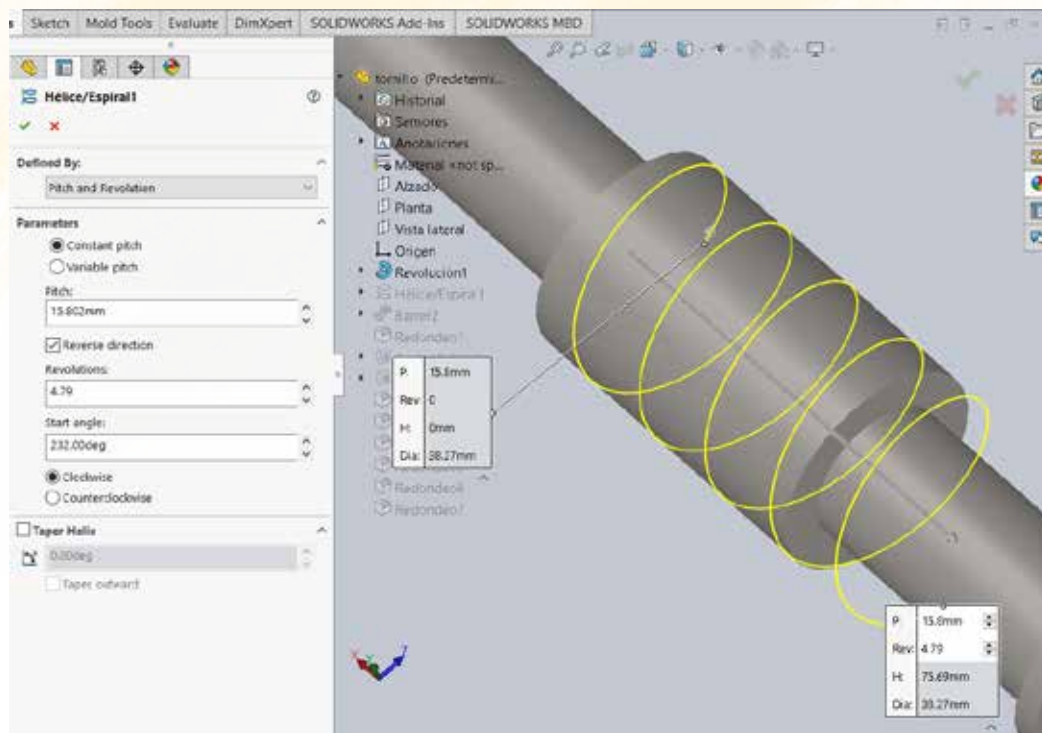 s Sketch Mold Tools Evaluate DimXpert SOLIDWORKS Add-Ins SOLIDWORKS MBD
Hélice/Espiral1
Defined By:
Pitch and Revolution
Parameters
Constant pitch
Variable pitch
Pitch:
15.802mm
Reverse direction
Revolutions:
4.79
Start angle:
232.00deg
Clockwise
Counterclockwise
Taper Helix
0.00deg
Taper outward
tornillo (Predetermi...
Historial
Sensores
Anotaciones
Material <not sp...
Alzado
Planta
Vista lateral
Origen
Revolución1
Hélice/Espiral1
Barrer2
Redondeo1
P: 15.8mm
Rev: 0
H: 0mm
Dia: 38.27mm
P: 15.8mm
Rev: 4.79
H: 75.69mm
Dia: 38.27mm